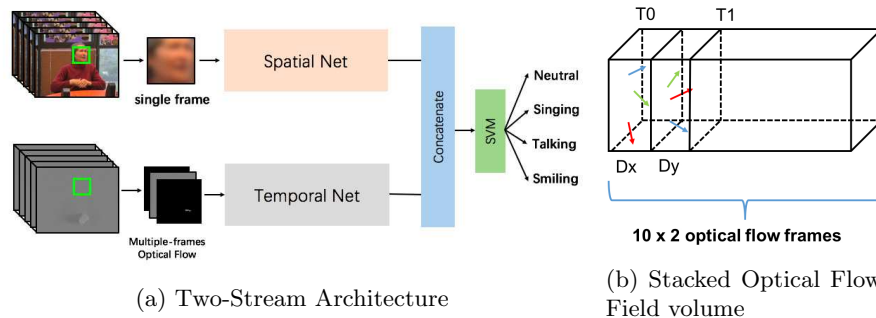 Spatial Net
single frame
Temporal Net
Multiple-frames
Optical Flow
Concatenate
SVM
Neutral
Singing
Talking
Smiling
(a) Two-Stream Architecture
T0 T1
Dx Dy
10 x 2 optical flow frames
(b) Stacked Optical Flow
Field volume